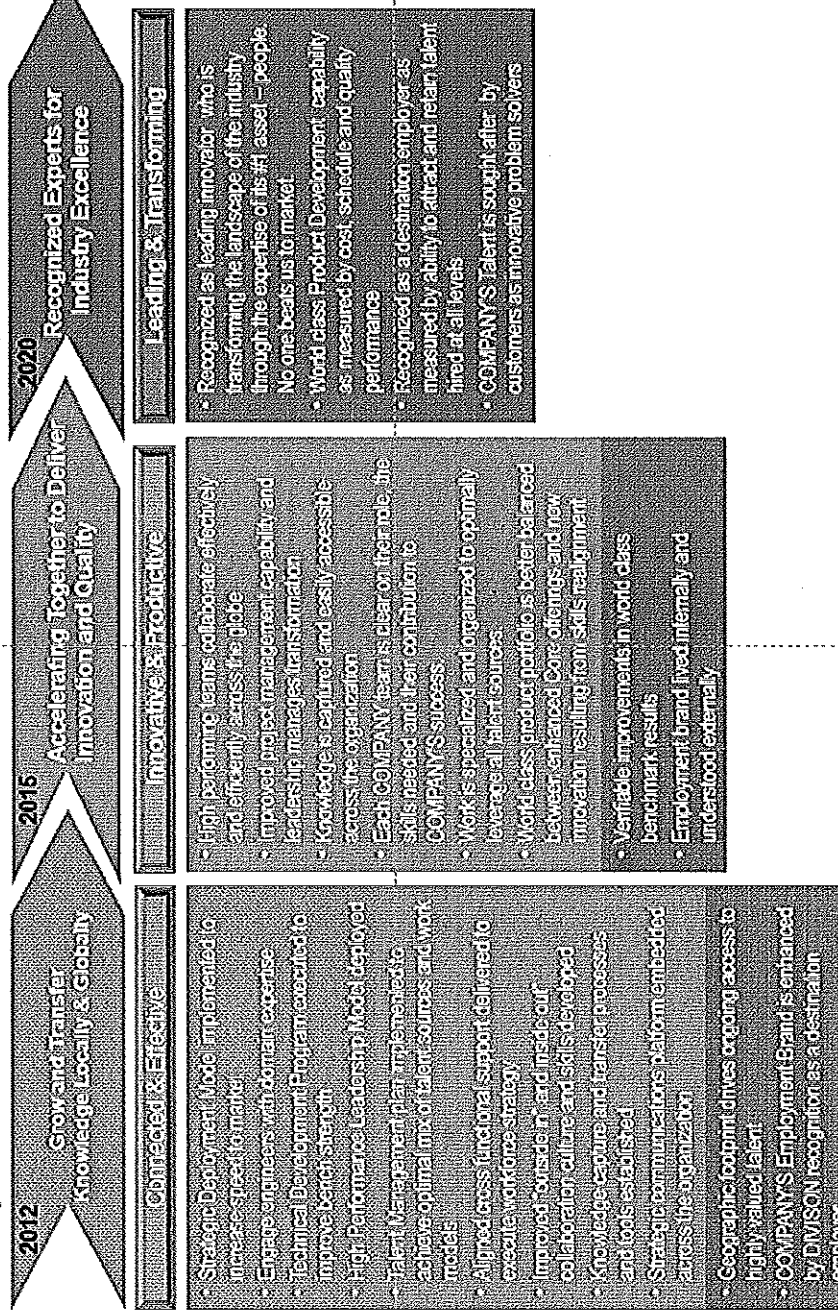 2012
Grow and Transfer
Knowledge Locally & Globally
Connected & Effective
• Strategic Deployment Model implemented to
increase speed to market
• Engage engineers with domain expertise
• Technical Development Program executed to
improve bench strength
• High Performance Leadership Model deployed
• Talent Management plan implemented to
achieve optimal mix of talent sources and work
models
• Aligned cross functional support delivered to
execute workforce strategy
• Improved "outside in" and "inside out"
collaboration culture and skills developed
• Knowledge capture and transfer processes
and tools established
• Strategic communications platform embedded
across the organization
• Geographic footprint drives ongoing access to
highly valued talent
• COMPANY'S Employment Brand is enhanced
by DIVISON recognition as a destination
2015
Accelerating Together to Deliver
Innovation and Quality
Innovative & Productive
• High performing teams collaborate effectively
and efficiently across the globe
• Improved project management capability and
leadership manages transformation
• Knowledge is captured and easily accessible
across the organization
• Each COMPANY team is clear on their role, the
skills needed and their contribution to
COMPANY'S success
• Work is specialized and organized to optimally
leverage all talent sources
• World class product portfolio is better balanced
between enhanced Core offerings and new
innovation resulting from skills realignment
• Verifiable improvements in world class
benchmark results
• Employment brand lived internally and
understood externally
2020
Recognized Experts for
Industry Excellence
Leading & Transforming
• Recognized as leading innovator who is
transforming the landscape of the industry
through the expertise of its #1 asset – people.
No one beats us to market.
• World class Product Development capability
as measured by cost, schedule and quality
performance
• Recognized as a destination employer as
measured by ability to attract and retain talent
hired at all levels
• COMPANY'S Talent is sought after by
customers as innovative problem solvers